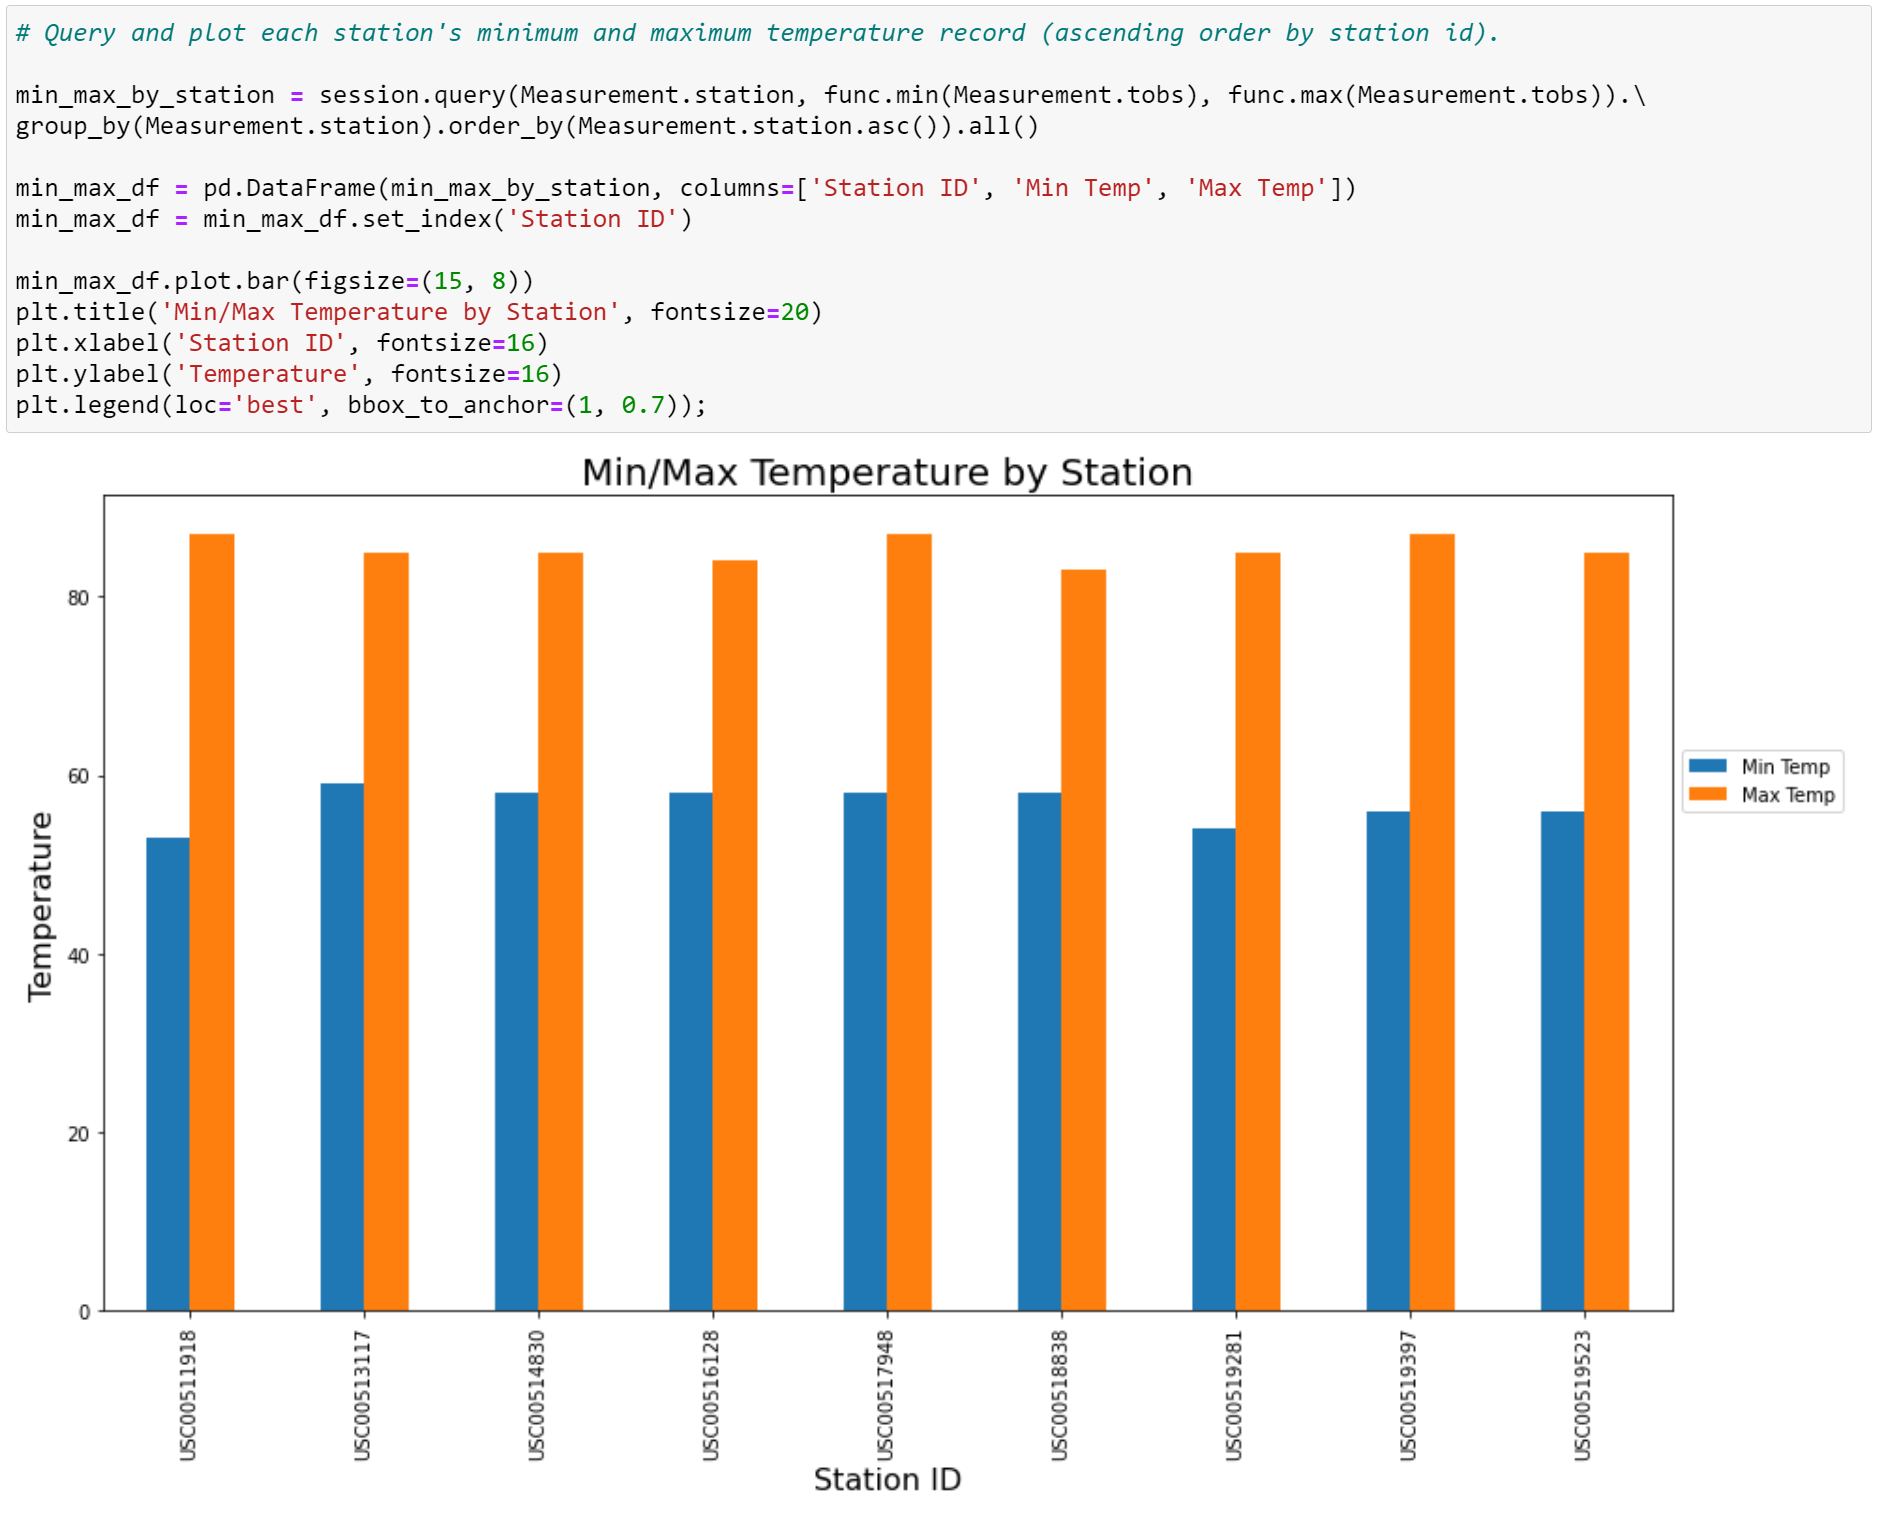 # Query and plot each station's minimum and maximum temperature record (ascending order by station id).
min_max_by_station = session.query(Measurement.station, func.min(Measurement.tobs), func.max(Measurement.tobs)).\
group_by(Measurement.station).order_by(Measurement.station.asc()).all()
min_max_df = pd.DataFrame(min_max_by_station, columns=['Station ID', 'Min Temp', 'Max Temp'])
min_max_df = min_max_df.set_index('Station ID')
min_max_df.plot.bar(figsize=(15, 8))
plt.title('Min/Max Temperature by Station', fontsize=20)
plt.xlabel('Station ID', fontsize=16)
plt.ylabel('Temperature', fontsize=16)
plt.legend(loc='best', bbox_to_anchor=(1, 0.7));
Min/Max Temperature by Station
Temperature
80
60
40
20
0
Min Temp
Max Temp
USC00511918
USC00513117
USC00514830
USC00516128
USC00517948
USC00518838
USC00519281
USC00519397
USC00519523
Station ID